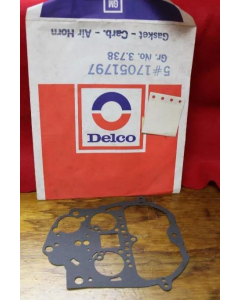 GM
Gasket - Carb - Air Horn
Gr. No. 3.738
5#17051797
Delco